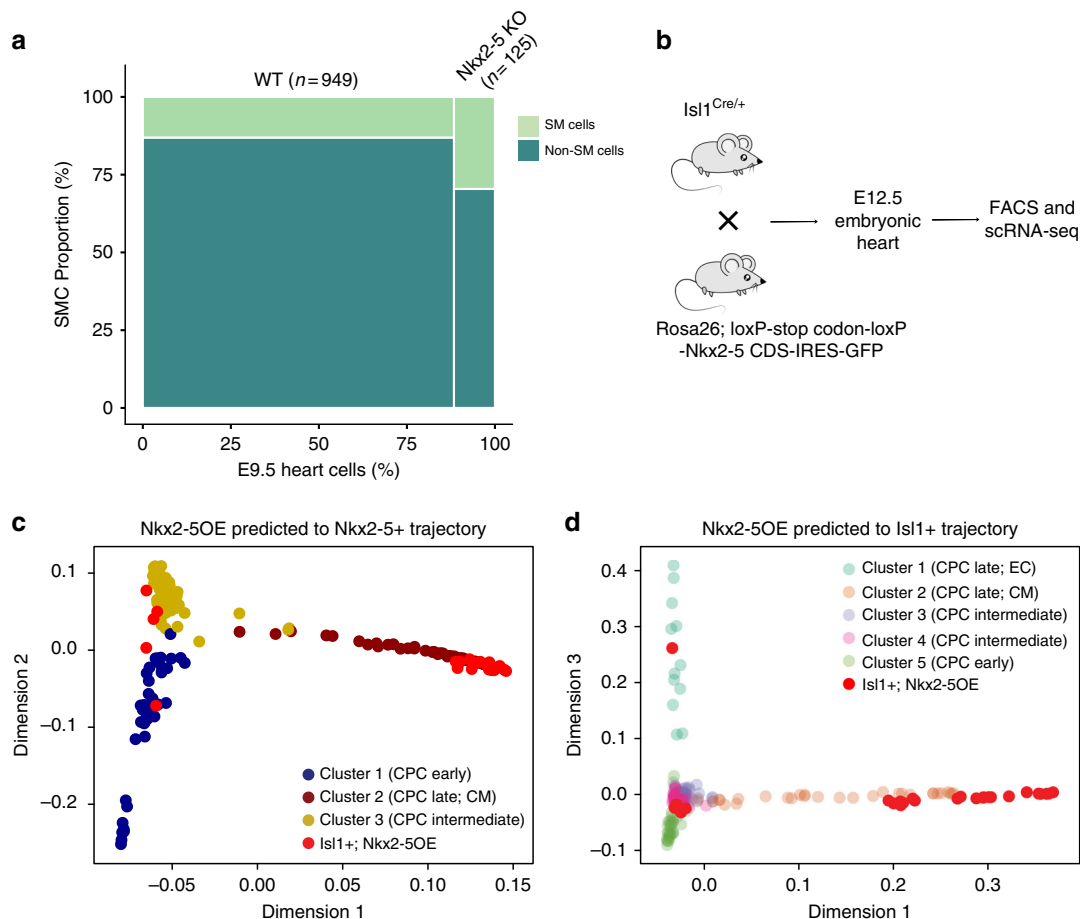 a
WT (n=949)
Nkx2-5 KO
(n=125)
100
75
50
25
0
SMC Proportion (%)
0 25 50 75 100
E9.5 heart cells (%)
SM cells
Non-SM cells
b
Isl1Cre/+
×
Rosa26; loxP-stop codon-loxP
-Nkx2-5 CDS-IRES-GFP
E12.5
embryonic
heart
FACS and
scRNA-seq
c
Nkx2-5OE predicted to Nkx2-5+ trajectory
0.1
0.0
−0.1
−0.2
Dimension 2
−0.05 0.00 0.05 0.10 0.15
Dimension 1
Cluster 1 (CPC early)
Cluster 2 (CPC late; CM)
Cluster 3 (CPC intermediate)
Isl1+; Nkx2-5OE
d
Nkx2-5OE predicted to Isl1+ trajectory
0.4
0.3
0.2
0.1
0.0
−0.1
Dimension 3
0.0 0.1 0.2 0.3
Dimension 1
Cluster 1 (CPC late; EC)
Cluster 2 (CPC late; CM)
Cluster 3 (CPC intermediate)
Cluster 4 (CPC intermediate)
Cluster 5 (CPC early)
Isl1+; Nkx2-5OE